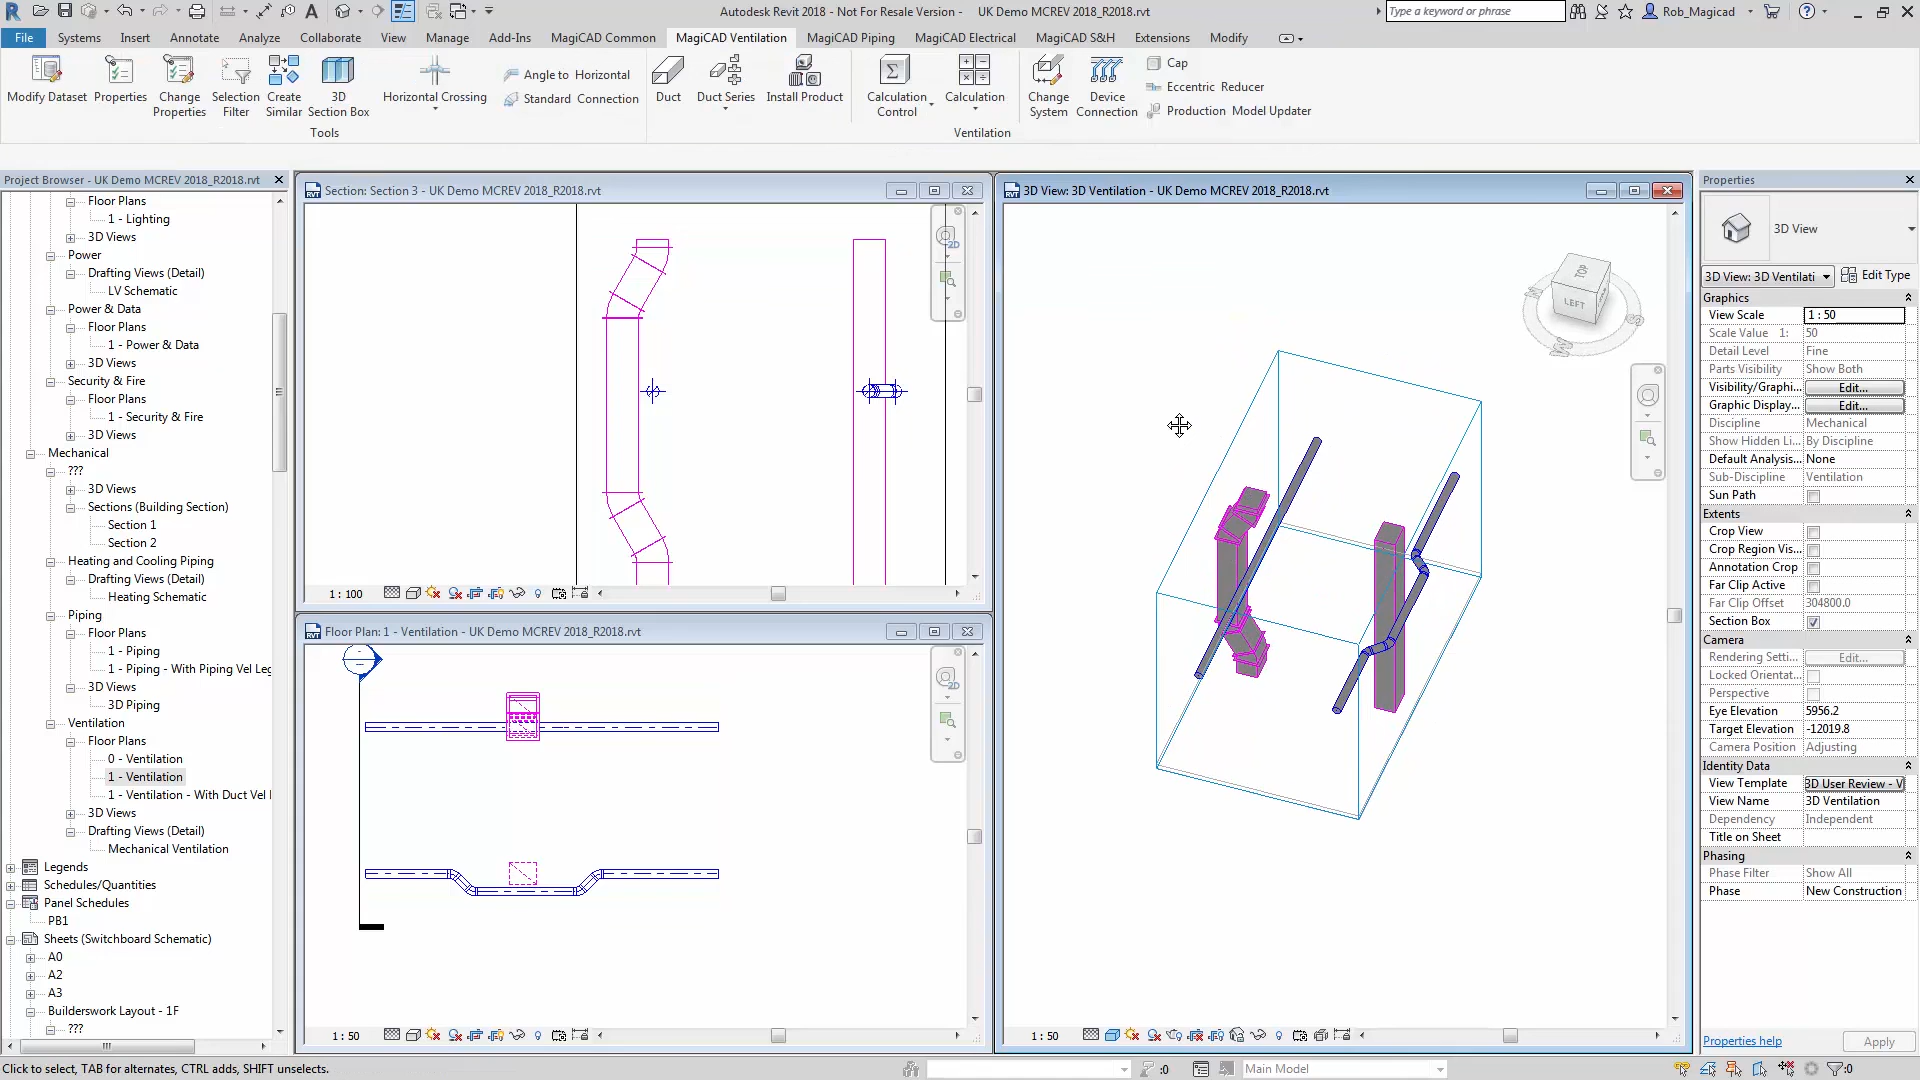 Autodesk Revit 2018 - Not For Resale Version - UK Demo MCREV 2018_R2018.rvt
Type a keyword or phrase
Rob_Magicad
File Systems Insert Annotate Analyze Collaborate View Manage Add-Ins MagiCAD Common MagiCAD Ventilation MagiCAD Piping MagiCAD Electrical MagiCAD S&H Extensions Modify
Modify Dataset
Properties
Change Properties
Selection Filter
Create Similar
3D Section Box
Horizontal Crossing
Angle to Horizontal
Standard Connection
Duct
Duct Series
Install Product
Calculation Control
Calculation
Change System
Device Connection
Cap
Eccentric Reducer
Production Model Updater
Tools
Ventilation
Project Browser - UK Demo MCREV 2018_R2018.rvt
Floor Plans
1 - Lighting
3D Views
Power
Drafting Views (Detail)
LV Schematic
Power & Data
Floor Plans
1 - Power & Data
3D Views
Security & Fire
Floor Plans
1 - Security & Fire
3D Views
Mechanical
???
3D Views
Sections (Building Section)
Section 1
Section 2
Heating and Cooling Piping
Drafting Views (Detail)
Heating Schematic
Piping
Floor Plans
1 - Piping
1 - Piping - With Piping Vel Leg
3D Views
3D Piping
Ventilation
Floor Plans
0 - Ventilation
1 - Ventilation
1 - Ventilation - With Duct Vel
3D Views
Drafting Views (Detail)
Mechanical Ventilation
Legends
Schedules/Quantities
Panel Schedules
PB1
Sheets (Switchboard Schematic)
A0
A2
A3
Builderswork Layout - 1F
???
Section: Section 3 - UK Demo MCREV 2018_R2018.rvt
2D
1 : 100
Floor Plan: 1 - Ventilation - UK Demo MCREV 2018_R2018.rvt
2D
1 : 50
3D View: 3D Ventilation - UK Demo MCREV 2018_R2018.rvt
TOP
LEFT
1 : 50
Properties
3D View
3D View: 3D Ventilati
Edit Type
Graphics
View Scale 1 : 50
Scale Value 1: 50
Detail Level Fine
Parts Visibility Show Both
Visibility/Graphi... Edit...
Graphic Display... Edit...
Discipline Mechanical
Show Hidden Li... By Discipline
Default Analysis... None
Sub-Discipline Ventilation
Sun Path
Extents
Crop View
Crop Region Vis...
Annotation Crop
Far Clip Active
Far Clip Offset 304800.0
Section Box
Camera
Rendering Setti... Edit...
Locked Orientat...
Perspective
Eye Elevation 5956.2
Target Elevation -12019.8
Camera Position Adjusting
Identity Data
View Template 3D User Review - V
View Name 3D Ventilation
Dependency Independent
Title on Sheet
Phasing
Phase Filter Show All
Phase New Construction
Properties help
Apply
Click to select, TAB for alternates, CTRL adds, SHIFT unselects.
:0
Main Model
:0